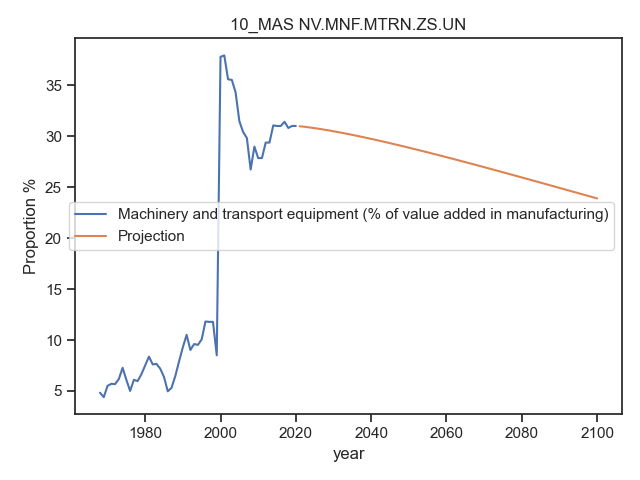 10_MAS NV.MNF.MTRN.ZS.UN
Proportion %
35
30
25
20
15
10
5
Machinery and transport equipment (% of value added in manufacturing)
Projection
1980 2000 2020 2040 2060 2080 2100
year